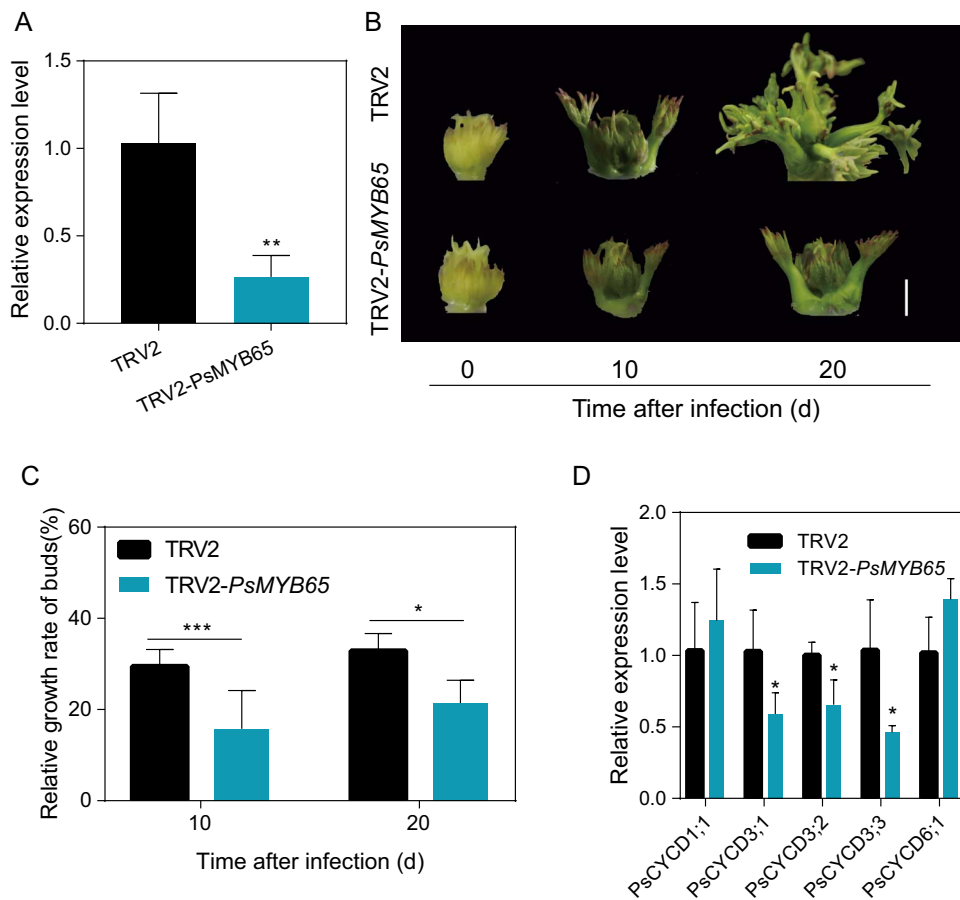 A
Relative expression level
1.5
1.0
0.5
0.0
**
TRV2
TRV2-PsMYB65
B
TRV2
TRV2-PsMYB65
0
10
20
Time after infection (d)
C
Relative growth rate of buds(%)
60
40
20
0
TRV2
TRV2-PsMYB65
***
*
10
20
Time after infection (d)
D
Relative expression level
2.0
1.5
1.0
0.5
0.0
TRV2
TRV2-PsMYB65
*
*
*
PsCYCD1;1
PsCYCD3;1
PsCYCD3;2
PsCYCD3;3
PsCYCD6;1